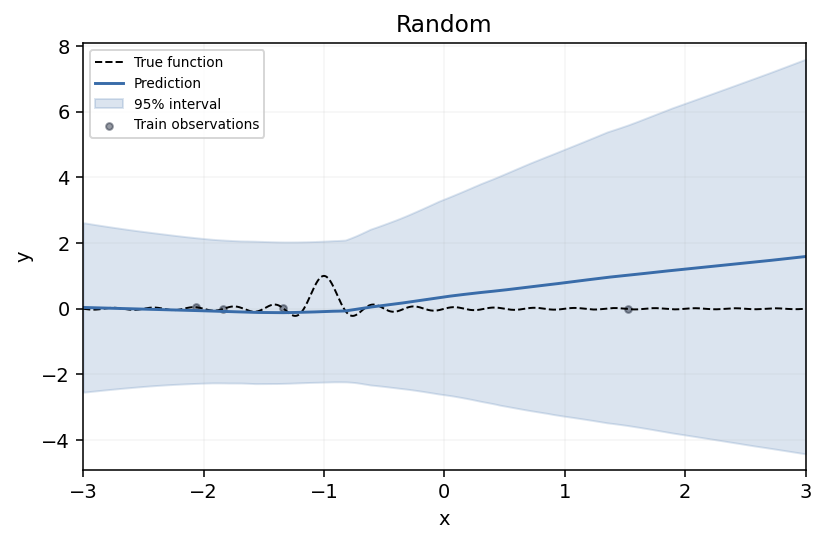 Random
True function
Prediction
95% interval
Train observations
8
6
4
2
0
−2
−4
y
−3
−2
−1
0
1
2
3
x